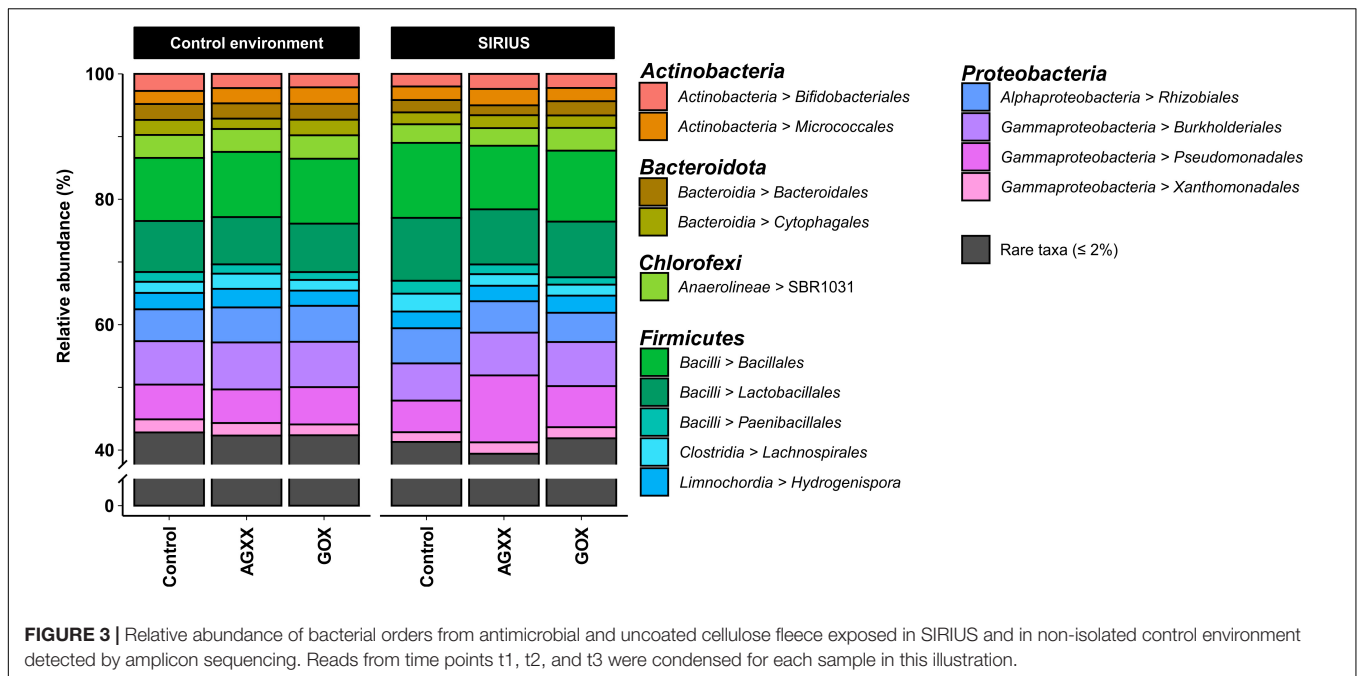 Control environment
SIRIUS
Relative abundance (%)
100
80
60
40
0
Control
AGXX
GOX
Control
AGXX
GOX
Actinobacteria
Actinobacteria > Bifidobacteriales
Actinobacteria > Micrococcales
Bacteroidota
Bacteroidia > Bacteroidales
Bacteroidia > Cytophagales
Chlorofexi
Anaerolineae > SBR1031
Firmicutes
Bacilli > Bacillales
Bacilli > Lactobacillales
Bacilli > Paenibacillales
Clostridia > Lachnospirales
Limnochordia > Hydrogenispora
Proteobacteria
Alphaproteobacteria > Rhizobiales
Gammaproteobacteria > Burkholderiales
Gammaproteobacteria > Pseudomonadales
Gammaproteobacteria > Xanthomonadales
Rare taxa (≤ 2%)
FIGURE 3 | Relative abundance of bacterial orders from antimicrobial and uncoated cellulose fleece exposed in SIRIUS and in non-isolated control environment
detected by amplicon sequencing. Reads from time points t1, t2, and t3 were condensed for each sample in this illustration.